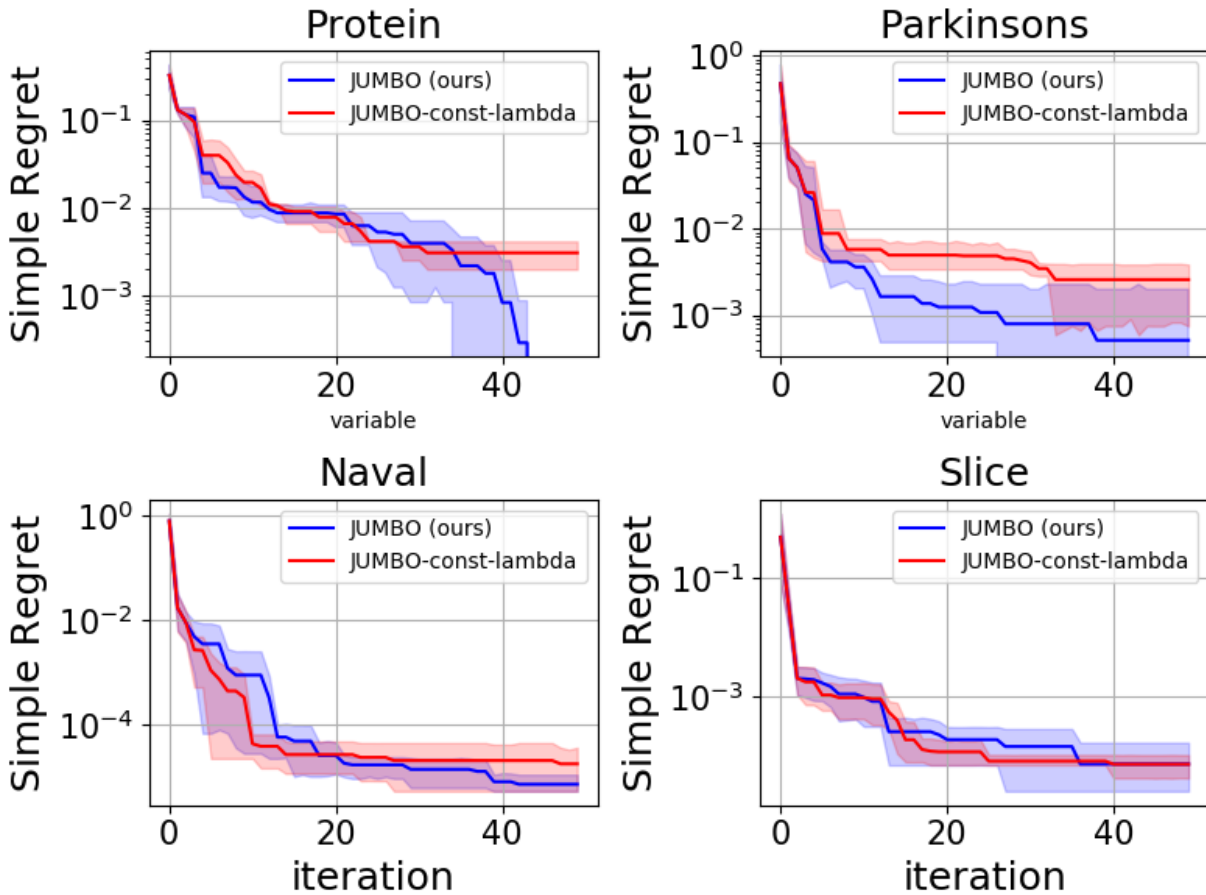 Protein
Simple Regret
10^{-1}
10^{-2}
10^{-3}
JUMBO (ours)
JUMBO-const-lambda
0 20 40
variable
Parkinsons
Simple Regret
10^0
10^{-1}
10^{-2}
10^{-3}
JUMBO (ours)
JUMBO-const-lambda
0 20 40
variable
Naval
Simple Regret
10^0
10^{-2}
10^{-4}
JUMBO (ours)
JUMBO-const-lambda
0 20 40
iteration
Slice
Simple Regret
10^{-1}
10^{-3}
JUMBO (ours)
JUMBO-const-lambda
0 20 40
iteration